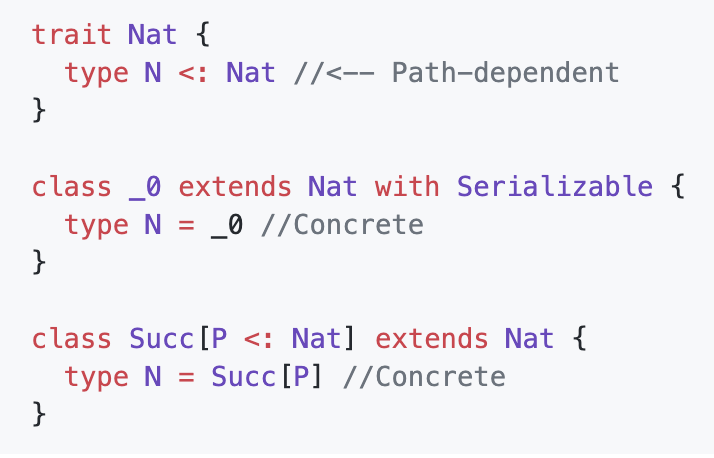 trait Nat {
  type N <: Nat //<-- Path-dependent
}
class _0 extends Nat with Serializable {
  type N = _0 //Concrete
}
class Succ[P <: Nat] extends Nat {
  type N = Succ[P] //Concrete
}